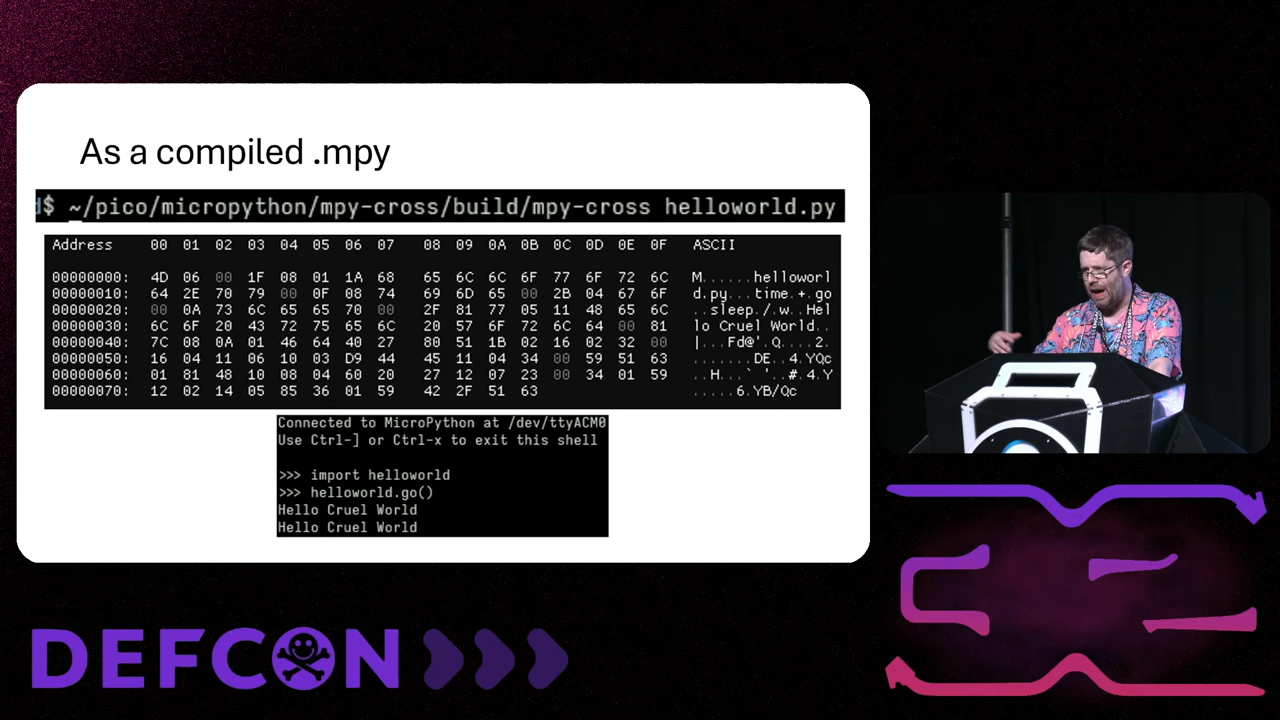 As a compiled .mpy
d$ ~/pico/micropython/mpy-cross/build/mpy-cross helloworld.py
Address 00 01 02 03 04 05 06 07 08 09 0A 0B 0C 0D 0E 0F ASCII
00000000: 4D 06 00 1F 08 01 1A 68 65 6C 6C 6F 77 6F 72 6C M......helloworl
00000010: 64 2E 70 79 00 0F 08 74 69 6D 65 00 2B 04 67 6F d.py...time.+.go
00000020: 00 0A 73 6C 65 65 70 00 2F 81 77 05 11 48 65 6C ..sleep./.w..Hel
00000030: 6C 6F 20 43 72 75 65 6C 20 57 6F 72 6C 64 00 81 lo Cruel World..
00000040: 7C 08 0A 01 46 64 40 27 80 51 1B 02 16 02 32 00 |...Fd@'.Q....2.
00000050: 16 04 11 06 10 03 D9 44 45 11 04 34 00 59 51 63 .......DE..4.YQc
00000060: 01 81 48 10 08 04 60 20 27 12 07 23 00 34 01 59 ..H...` '..#.4.Y
00000070: 12 02 14 05 85 36 01 59 42 2F 51 63 .....6.YB/Qc
Connected to MicroPython at /dev/ttyACM0
Use Ctrl-] or Ctrl-x to exit this shell
>>> import helloworld
>>> helloworld.go()
Hello Cruel World
Hello Cruel World
DEFCON